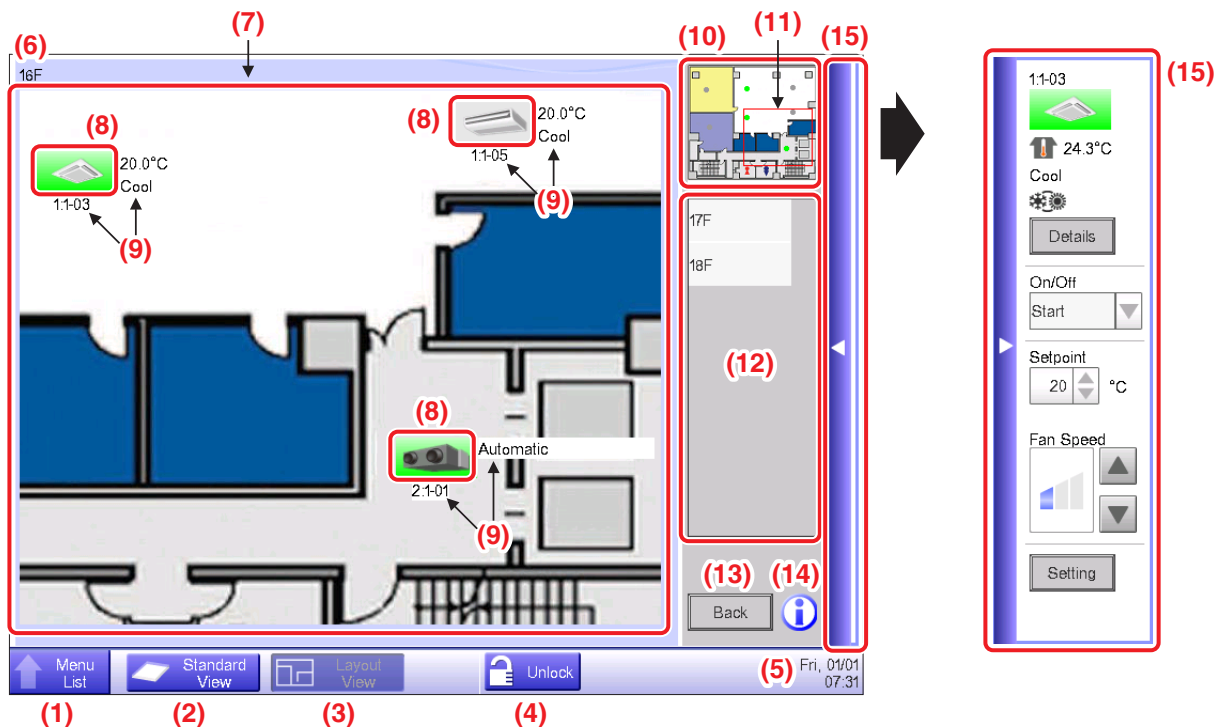 (6)
(7)
(10)
(11)
(15)
16F
(8)
20.0°C
Cool
1:1-03
(9)
(8)
20.0°C
Cool
1:1-05
(9)
17F
18F
(12)
(8)
Automatic
2:1-01
(9)
(13)
(14)
Back
Menu
List
Standard
View
Layout
View
Unlock
(5)
Fri, 01/01
07:31
(1)
(2)
(3)
(4)
(15)
1:1-03
24.3°C
Cool
Details
On/Off
Start
Setpoint
20 °C
Fan Speed
Setting